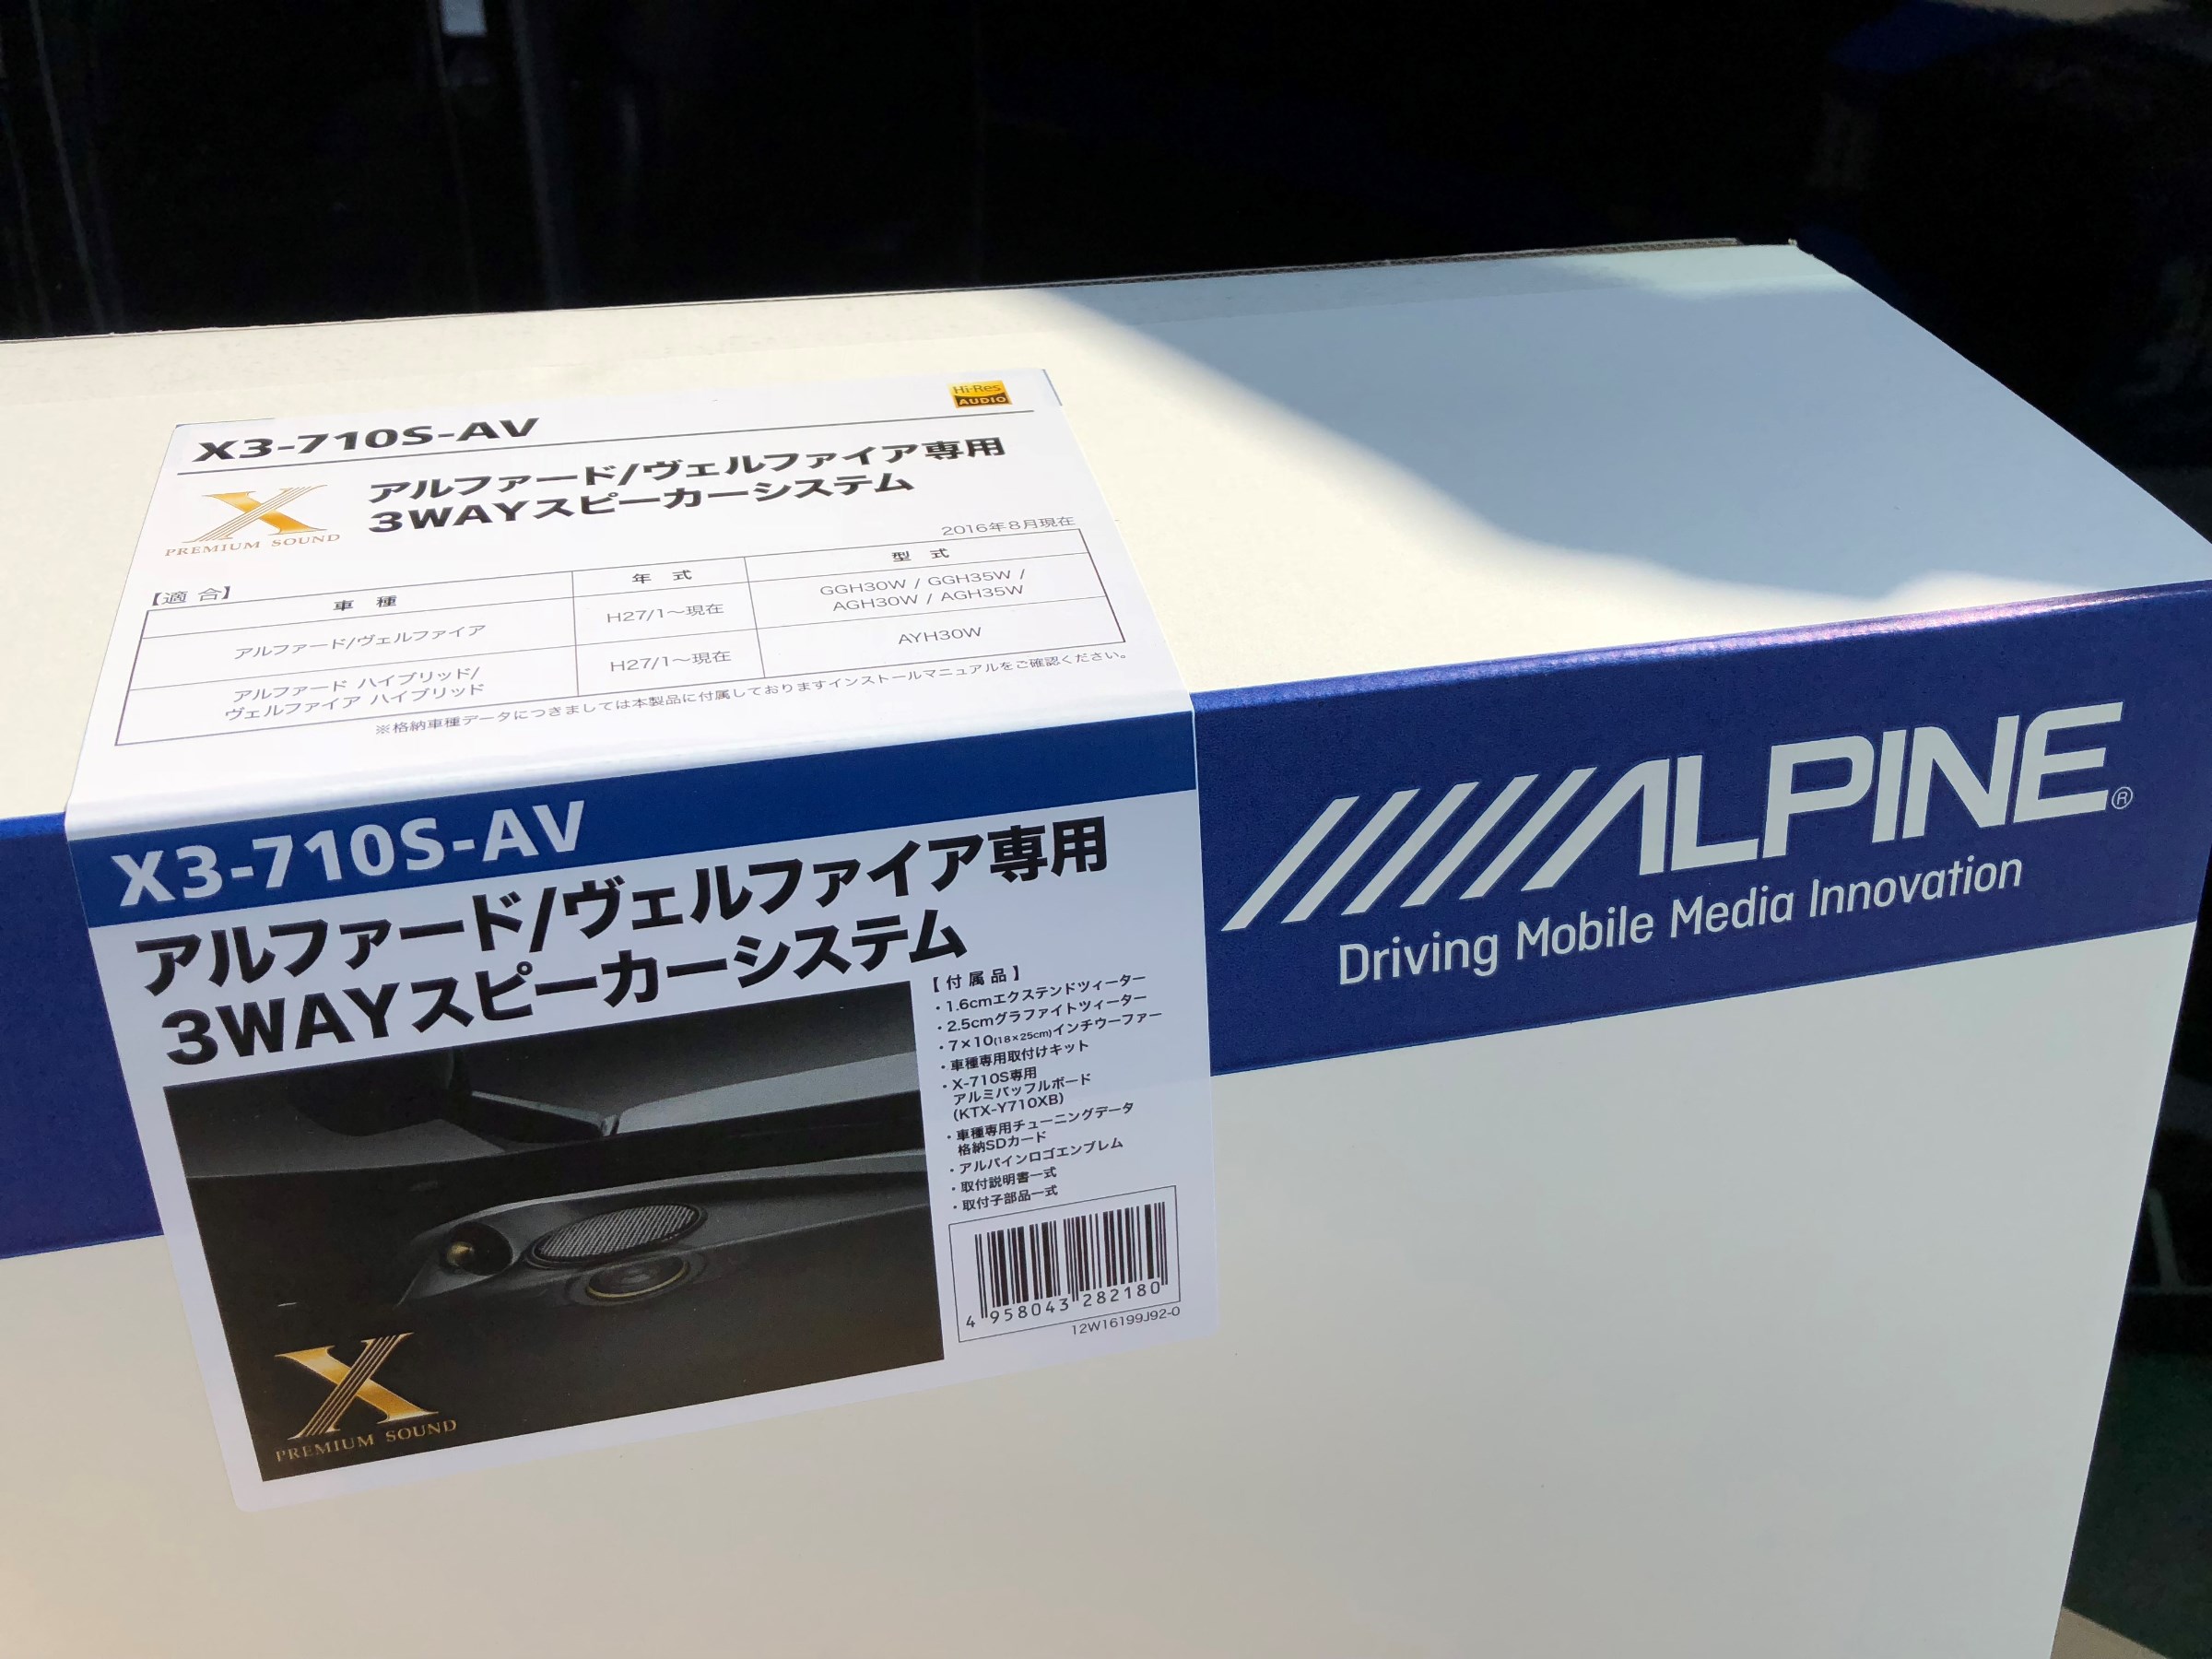 X3-710S-AV
Hi-Res
AUDIO
X
PREMIUM SOUND
アルファード/ヴェルファイア専用
3WAYスピーカーシステム
2016年8月現在
【適 合】
車 種
年 式
型 式
アルファード/ヴェルファイア
H27/1～現在
GGH30W / GGH35W /
AGH30W / AGH35W
アルファード ハイブリッド/
ヴェルファイア ハイブリッド
H27/1～現在
AYH30W
※格納車種データにつきましては本製品に付属しておりますインストールマニュアルをご確認ください。
X3-710S-AV
アルファード/ヴェルファイア専用
3WAYスピーカーシステム
【付属品】
・1.6cmエクステンドツィーター
・2.5cmグラファイトツィーター
・7×10(18×25cm)インチウーファー
・車種専用取付けキット
・X-710S専用
アルミバッフルボード
(KTX-Y710XB)
・車種専用チューニングデータ
格納SDカード
・アルパインロゴエンブレム
・取付説明書一式
・取付子部品一式
4 958043 282180
12W16199J92-0
X
PREMIUM SOUND
ALPINE®
Driving Mobile Media Innovation